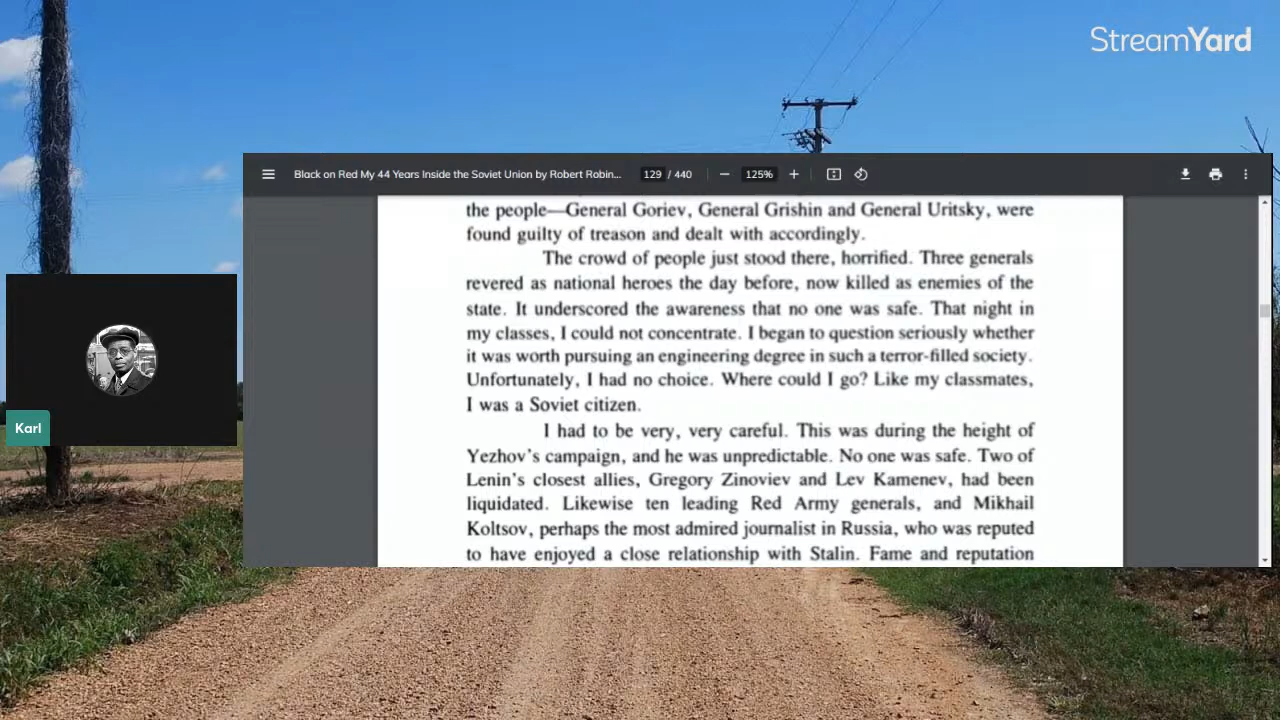 StreamYard
Black on Red My 44 Years Inside the Soviet Union by Robert Robin...
129 / 440
125%
the people—General Goriev, General Grishin and General Uritsky, were
found guilty of treason and dealt with accordingly.
The crowd of people just stood there, horrified. Three generals
revered as national heroes the day before, now killed as enemies of the
state. It underscored the awareness that no one was safe. That night in
my classes, I could not concentrate. I began to question seriously whether
it was worth pursuing an engineering degree in such a terror-filled society.
Unfortunately, I had no choice. Where could I go? Like my classmates,
I was a Soviet citizen.
I had to be very, very careful. This was during the height of
Yezhov's campaign, and he was unpredictable. No one was safe. Two of
Lenin's closest allies, Gregory Zinoviev and Lev Kamenev, had been
liquidated. Likewise ten leading Red Army generals, and Mikhail
Koltsov, perhaps the most admired journalist in Russia, who was reputed
to have enjoyed a close relationship with Stalin. Fame and reputation
Karl